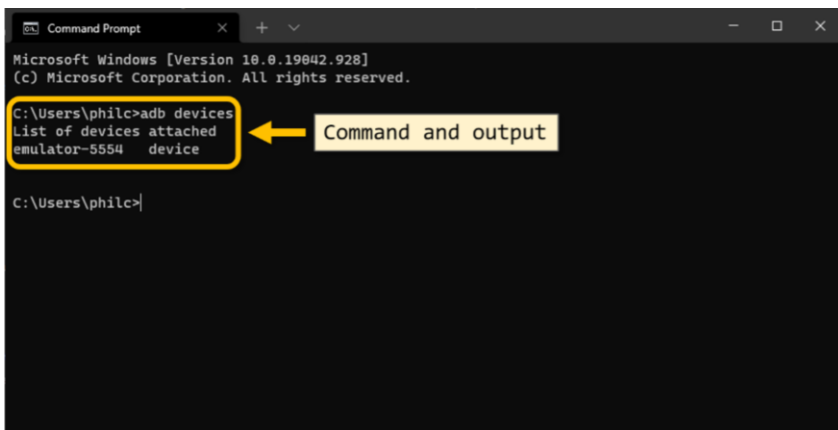 Command Prompt
Microsoft Windows [Version 10.0.19042.928]
(c) Microsoft Corporation. All rights reserved.
C:\Users\philc>adb devices
List of devices attached
emulator-5554   device
Command and output
C:\Users\philc>